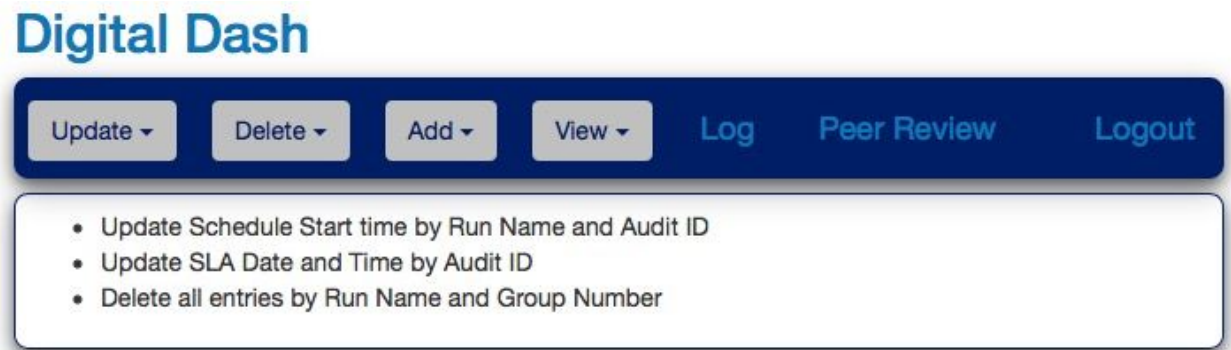 Digital Dash
Update Delete Add View Log Peer Review Logout
Update Schedule Start time by Run Name and Audit ID
Update SLA Date and Time by Audit ID
Delete all entries by Run Name and Group Number